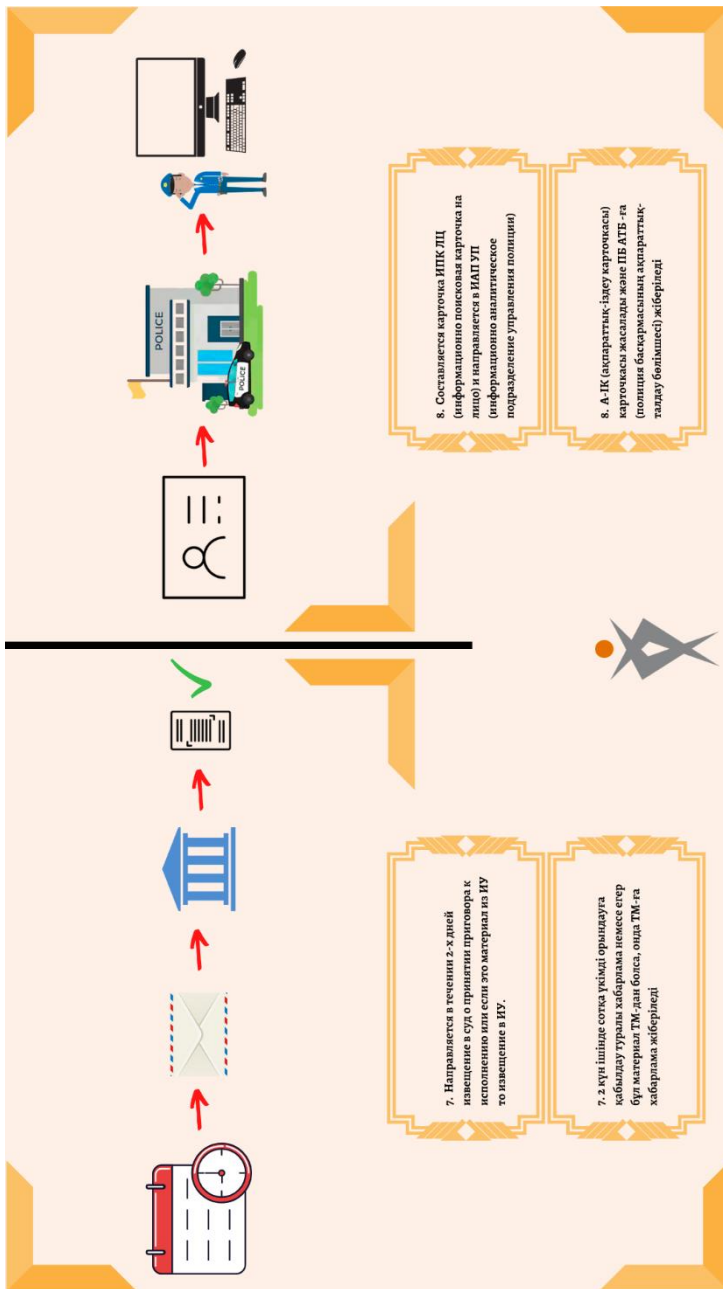 7. Направляется в течении 2-х дней
извещение в суд о принятии приговора к
исполнению или если это материал из ИУ
то извещение в ИУ.
7. 2 күн ішінде сотқа үкімді орындауға
қабылдау туралы хабарлама немесе егер
бұл материал ТМ-дан болса, онда ТМ-ға
хабарлама жіберіледі
POLICE
POLICE
8. Составляется карточка ИПК ЛЦ
(информационно поисковая карточка на
лицо) и направляется в ИАП УП
(информационно аналитическое
подразделение управления полиции)
8. А-ІК (ақпараттық-іздеу карточкасы)
карточкасы жасалады және ПБ АТБ -ға
(полиция басқармасының ақпараттық-
талдау бөлімшесі) жіберіледі